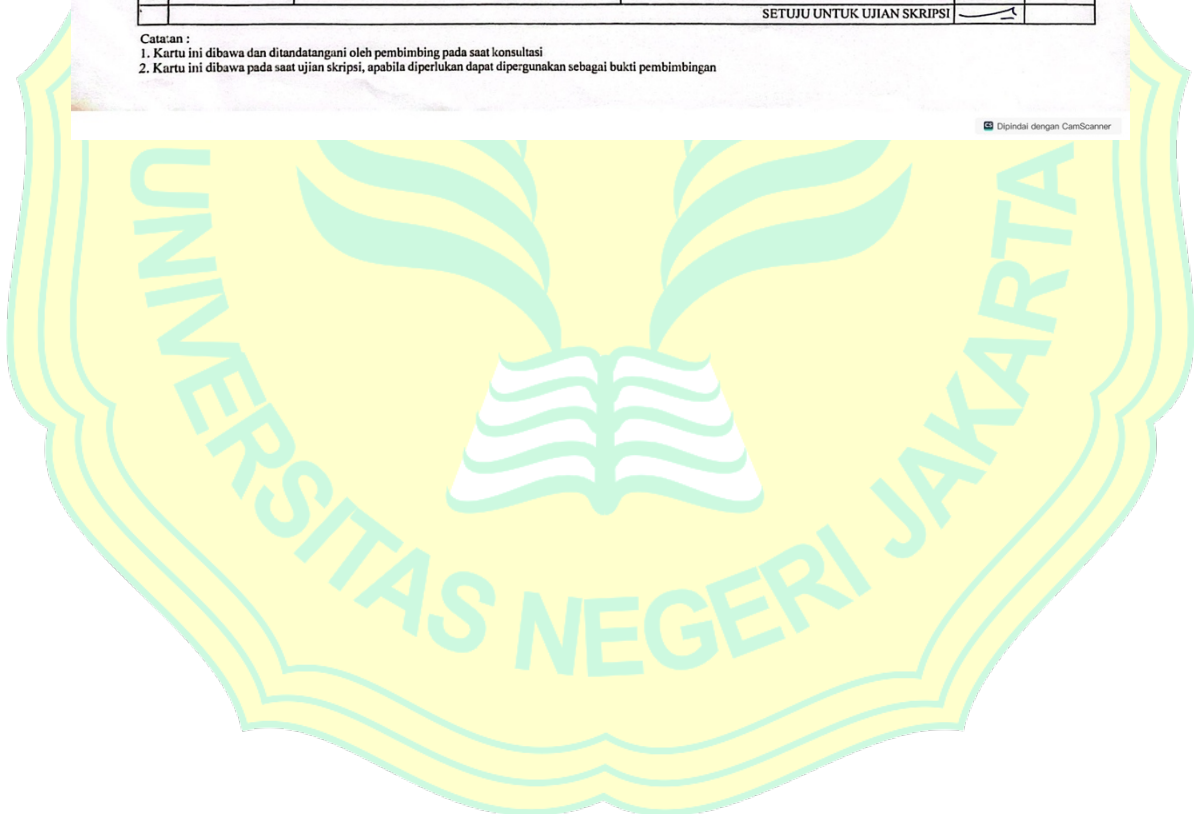 SETUJU UNTUK UJIAN SKRIPSI
Catatan :
1. Kartu ini dibawa dan ditandatangani oleh pembimbing pada saat konsultasi
2. Kartu ini dibawa pada saat ujian skripsi, apabila diperlukan dapat dipergunakan sebagai bukti pembimbingan
CS Dipindai dengan CamScanner
UNIVERSITAS NEGERI JAKARTA